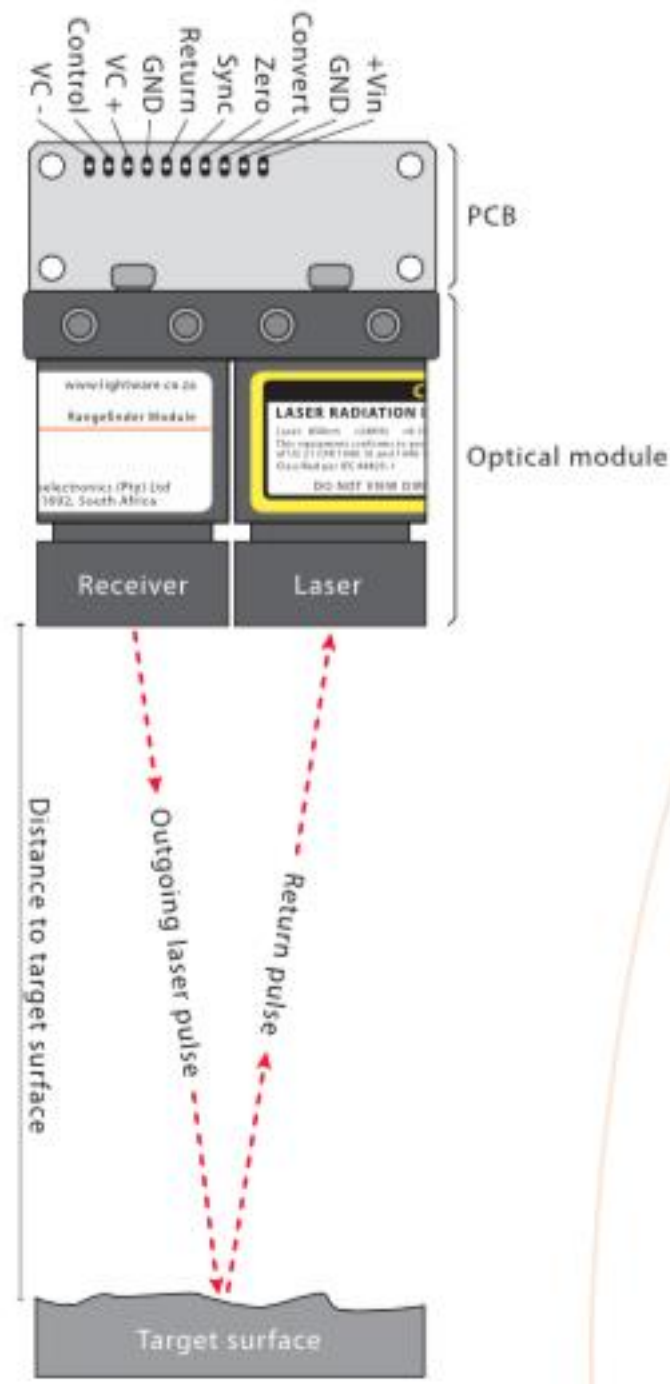 VC -
Control
VC +
GND
Return
Sync
Zero
Convert
GND
+Vin
PCB
www.lightware.co.za
Rangefinder Module
oelectronics (Pty) Ltd
1692, South Africa
C
LASER RADIATION
DO NOT VIEW DIR
Optical module
Receiver
Laser
Distance to target surface
Outgoing laser pulse
Return pulse
Target surface